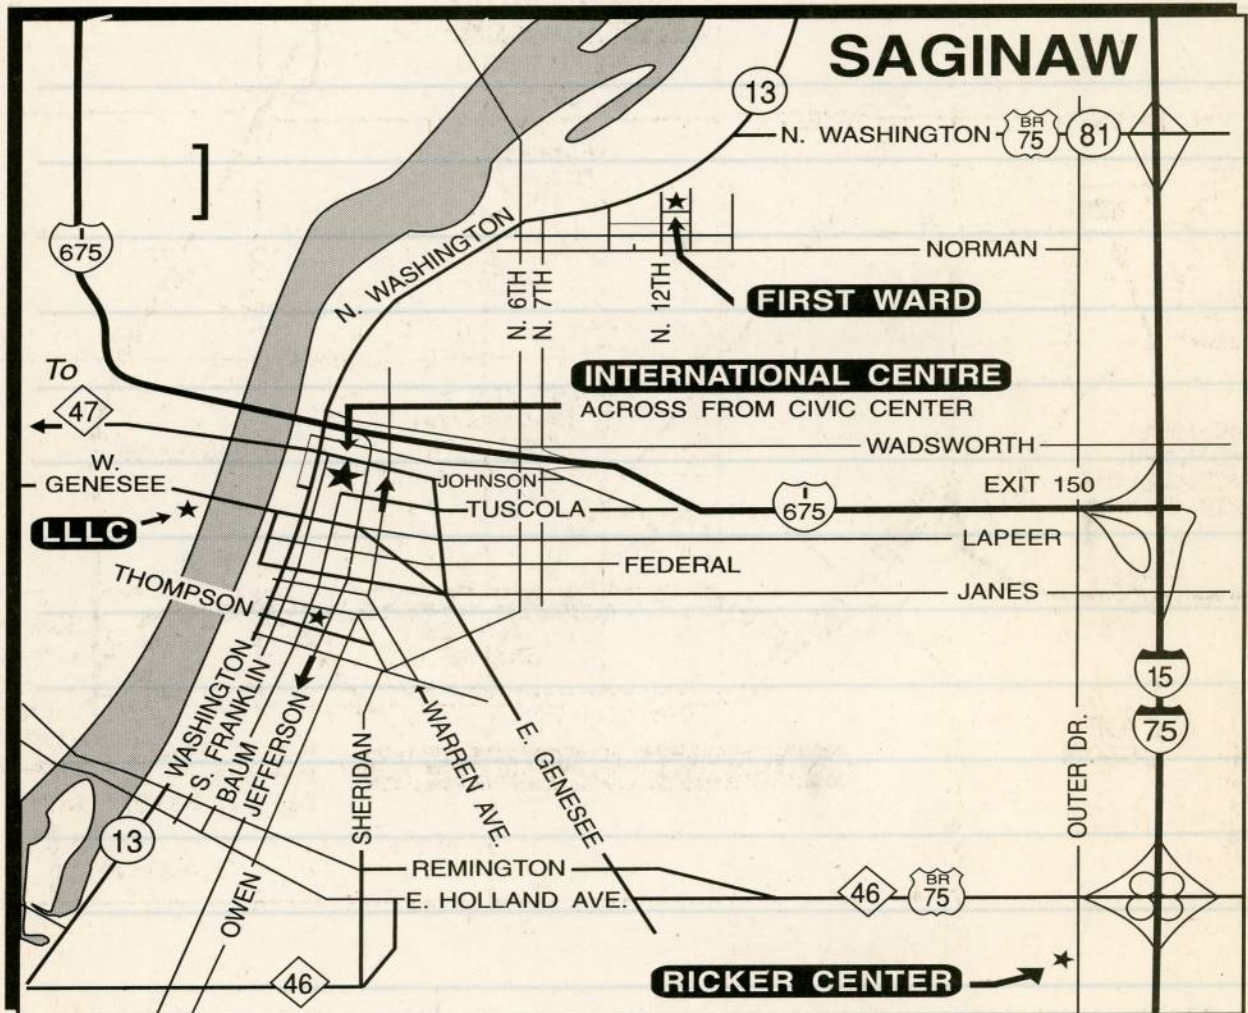 SAGINAW
13
N. WASHINGTON
BR
75
81
I
675
N. WASHINGTON
N. 6TH
N. 7TH
N. 12TH
NORMAN
FIRST WARD
To
47
INTERNATIONAL CENTRE
ACROSS FROM CIVIC CENTER
WADSWORTH
W.
GENESEE
JOHNSON
EXIT 150
TUSCOLA
I
675
LLLC
LAPEER
FEDERAL
THOMPSON
JANES
15
75
WASHINGTON
S. FRANKLIN
BAUM
JEFFERSON
SHERIDAN
WARREN AVE.
E. GENESEE
OUTER DR.
13
REMINGTON
OWEN
E. HOLLAND AVE.
46
BR
75
46
RICKER CENTER